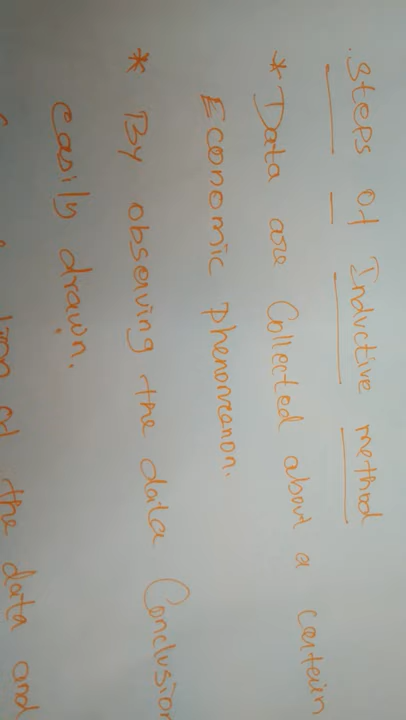 Steps of Inductive method
* Data are Collected about a certain
Economic Phenomenon.
* By observing the data Conclusion
easily drawn.
of the data and